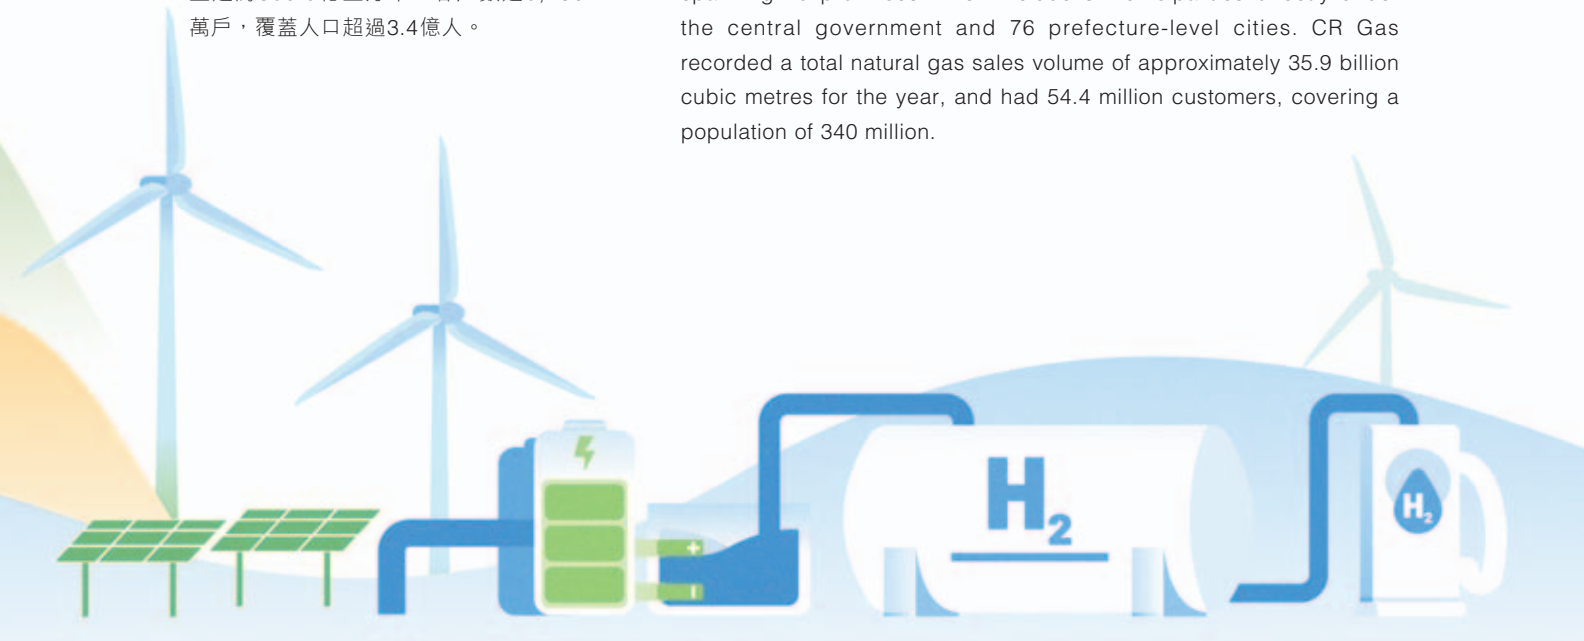 萬戶，覆蓋人口超過3.4億人。
the central government and 76 prefecture-level cities. CR Gas
recorded a total natural gas sales volume of approximately 35.9 billion
cubic metres for the year, and had 54.4 million customers, covering a
population of 340 million.
H2
H2